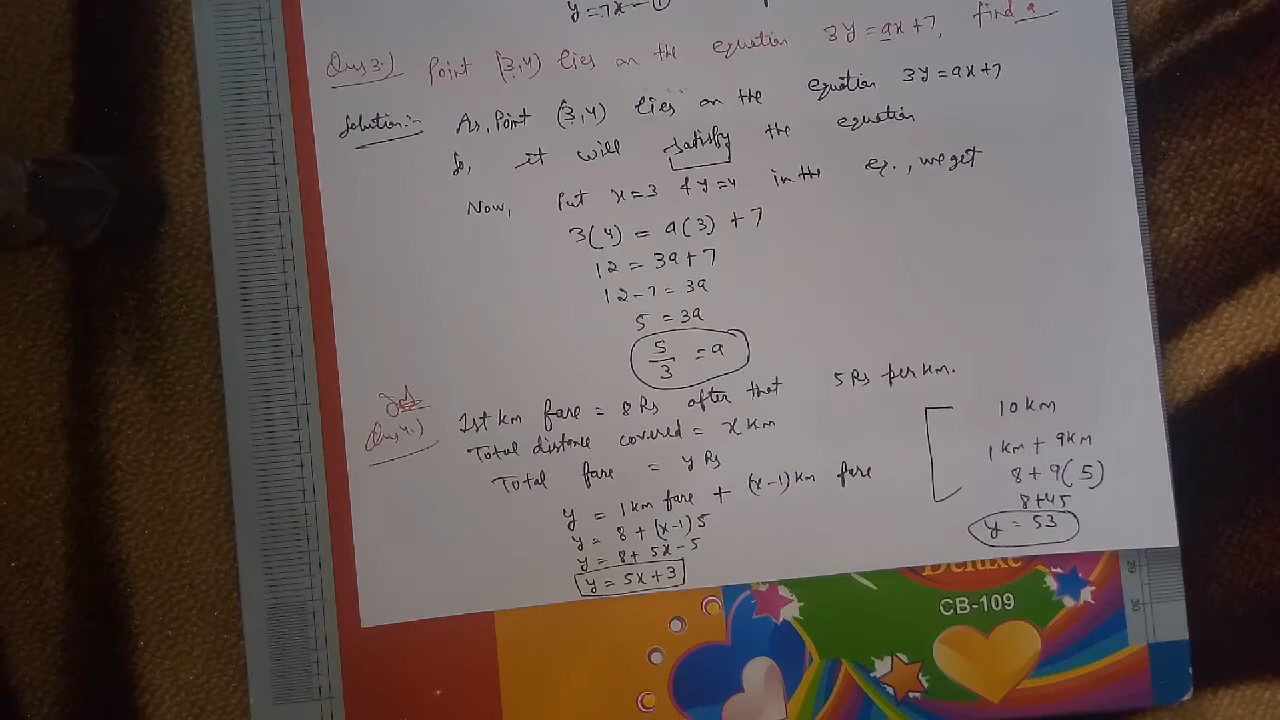 y = 7x - ①
Ques 3.) Point (3,4) lies on the equation 3y = ax+7, find a
Solution:- As, Point (3,4) lies on the equation 3y = ax+7
So, it will satisfy the equation
Now, Put x=3 & y=4 in the eq., we get
3(4) = a(3) + 7
12 = 3a+7
12-7 = 3a
5 = 3a
5/3 = a
Ques 4.) 1st km fare = 8 Rs after that 5 Rs per km.
Total distance covered = x km
Total fare = y Rs
y = 1 km fare + (x-1) km fare
y = 8 + (x-1) 5
y = 8 + 5x - 5
y = 5x+3
10 km
1 km + 9 km
8 + 9(5)
8+45
y = 53
Deluxe
CB-109
29
30